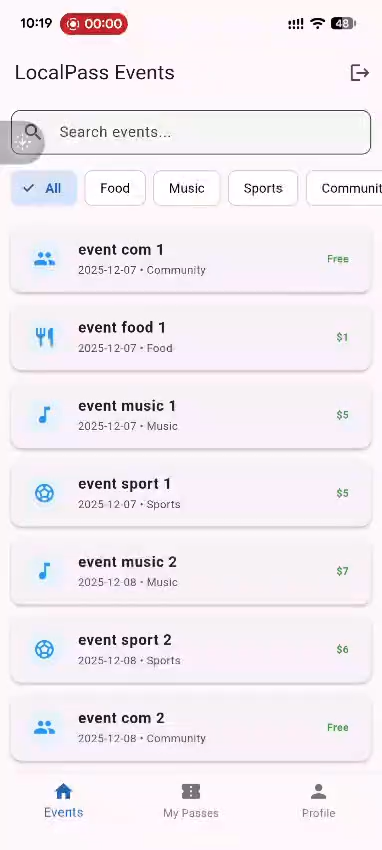 10:19 00:00 48
LocalPass Events
Search events...
All Food Music Sports Communit
event com 1
2025-12-07 • Community
Free
event food 1
2025-12-07 • Food
$1
event music 1
2025-12-07 • Music
$5
event sport 1
2025-12-07 • Sports
$5
event music 2
2025-12-08 • Music
$7
event sport 2
2025-12-08 • Sports
$6
event com 2
2025-12-08 • Community
Free
Events My Passes Profile